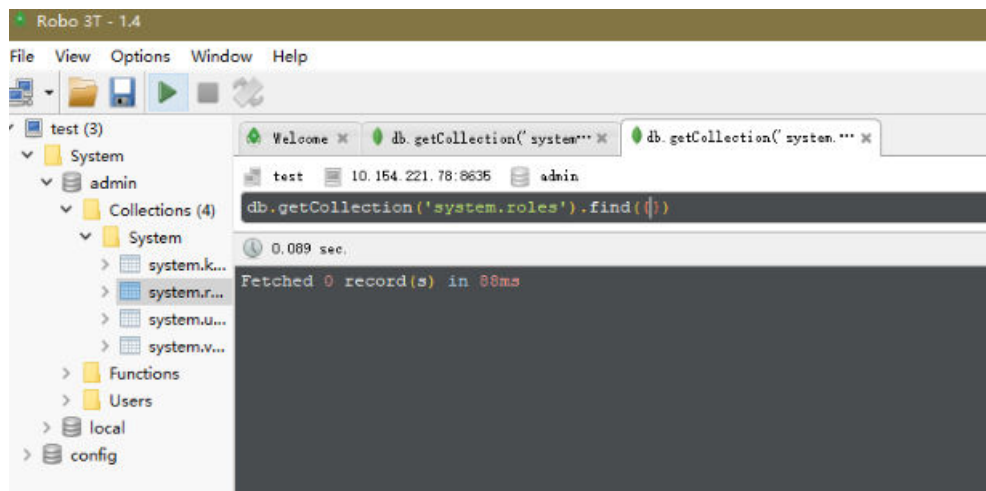 Robo 3T - 1.4
File View Options Window Help
test (3)
System
admin
Collections (4)
System
system.k...
system.r...
system.u...
system.v...
Functions
Users
local
config
Welcome
db.getCollection('system···
db.getCollection('system.···
test 10.154.221.78:8635 admin
db.getCollection('system.roles').find({})
0.089 sec.
Fetched 0 record(s) in 88ms